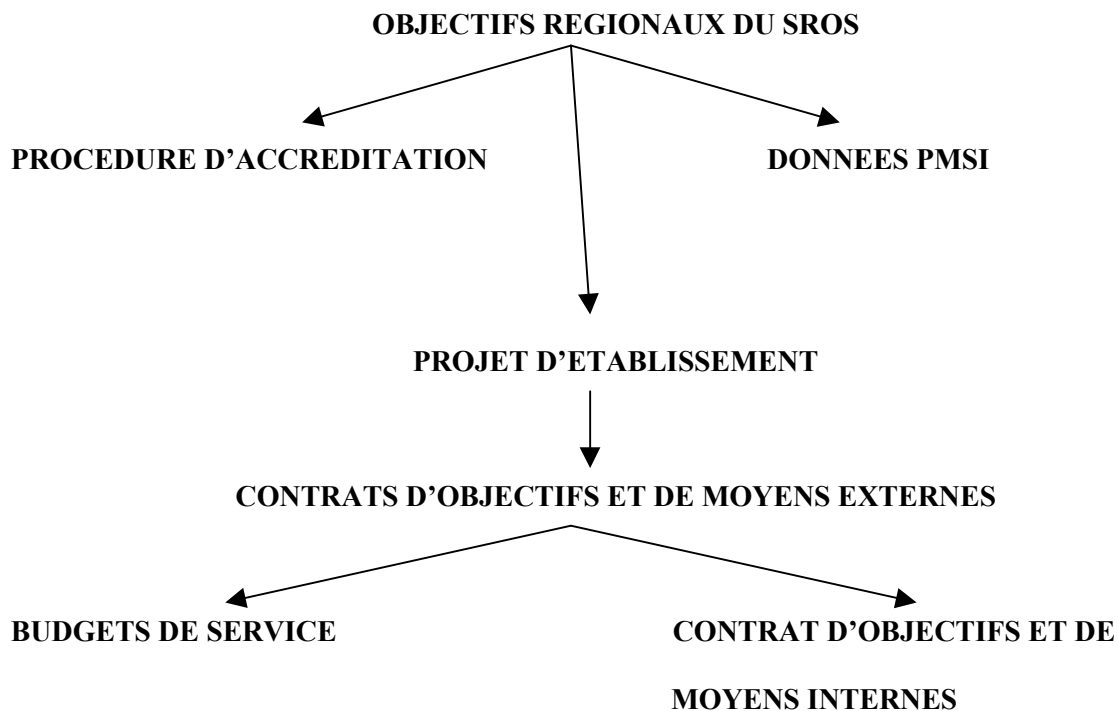 OBJECTIFS REGIONAUX DU SROS
PROCEDURE D’ACCREDITATION
DONNEES PMSI
PROJET D’ETABLISSEMENT
CONTRATS D’OBJECTIFS ET DE MOYENS EXTERNES
BUDGETS DE SERVICE
CONTRAT D’OBJECTIFS ET DE
MOYENS INTERNES